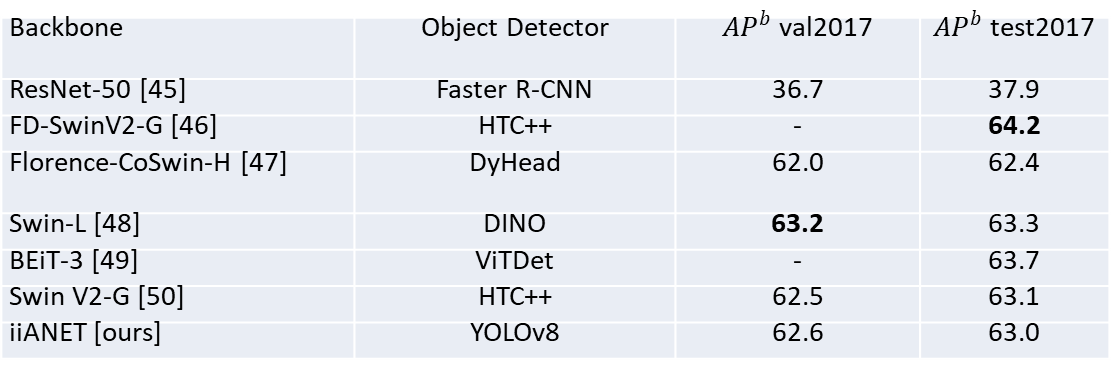 Backbone Object Detector APᵇ val2017 APᵇ test2017
ResNet-50 [45] Faster R-CNN 36.7 37.9
FD-SwinV2-G [46] HTC++ - 64.2
Florence-CoSwin-H [47] DyHead 62.0 62.4
Swin-L [48] DINO 63.2 63.3
BEiT-3 [49] ViTDet - 63.7
Swin V2-G [50] HTC++ 62.5 63.1
iiANET [ours] YOLOv8 62.6 63.0